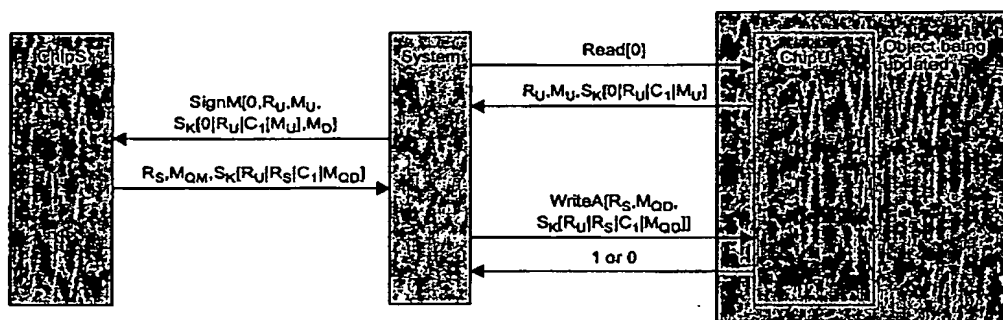 ChipS
System
ChipU
Object being
updated
Read[0]
R_U,M_U,S_K[0|R_U|C_1|M_U]
SignM[0,R_U,M_U,
S_K[0|R_U|C_1[M_U],M_D]
R_S,M_QM,S_K[R_U|R_S|C_1|M_QD]
WriteA[R_S,M_QD,
S_K[R_U|R_S|C_1|M_QD]]
1 or 0